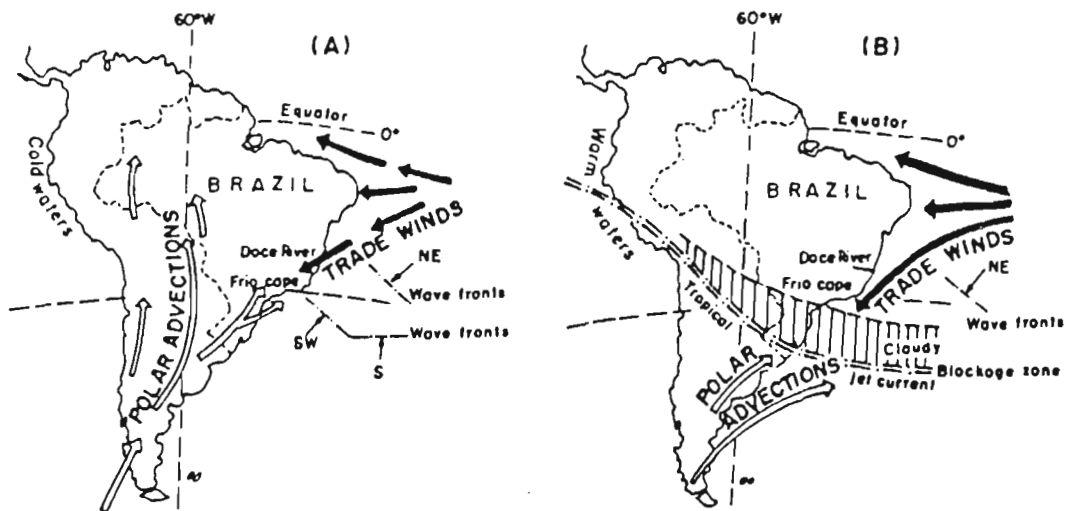 60°W
(A)
Equator
0°
Cold waters
BRAZIL
POLAR ADVECTIONS
TRADE WINDS
Doce River
NE
Frio cape
Wave fronts
SW
Wave fronts
S
60°W
(B)
Equator
0°
Warm
waters
BRAZIL
TRADE WINDS
Doce River
NE
Frio cape
Wave fronts
Tropical
Claudy
Blockage zone
Jet current
POLAR
ADVECTIONS